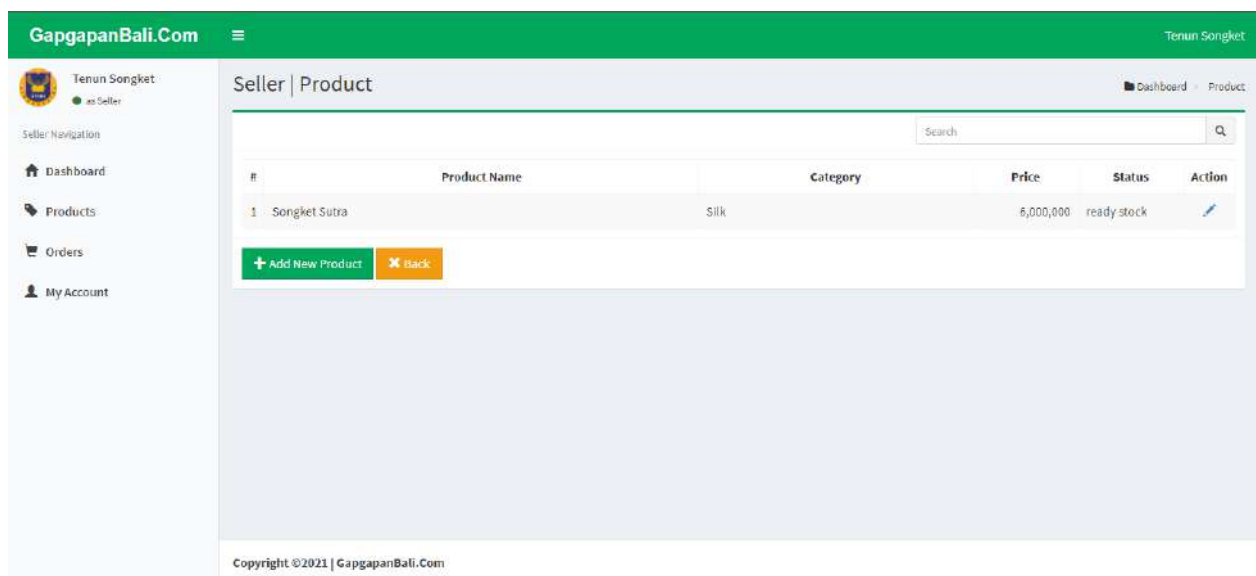 GapgapanBali.Com
Tenun Songket
Tenun Songket
as Seller
Seller Navigation
Dashboard
Products
Orders
My Account
Seller | Product
Dashboard Product
Search
# Product Name Category Price Status Action
1 Songket Sutra Silk 6,000,000 ready stock
Add New Product Back
Copyright ©2021 | GapgapanBali.Com